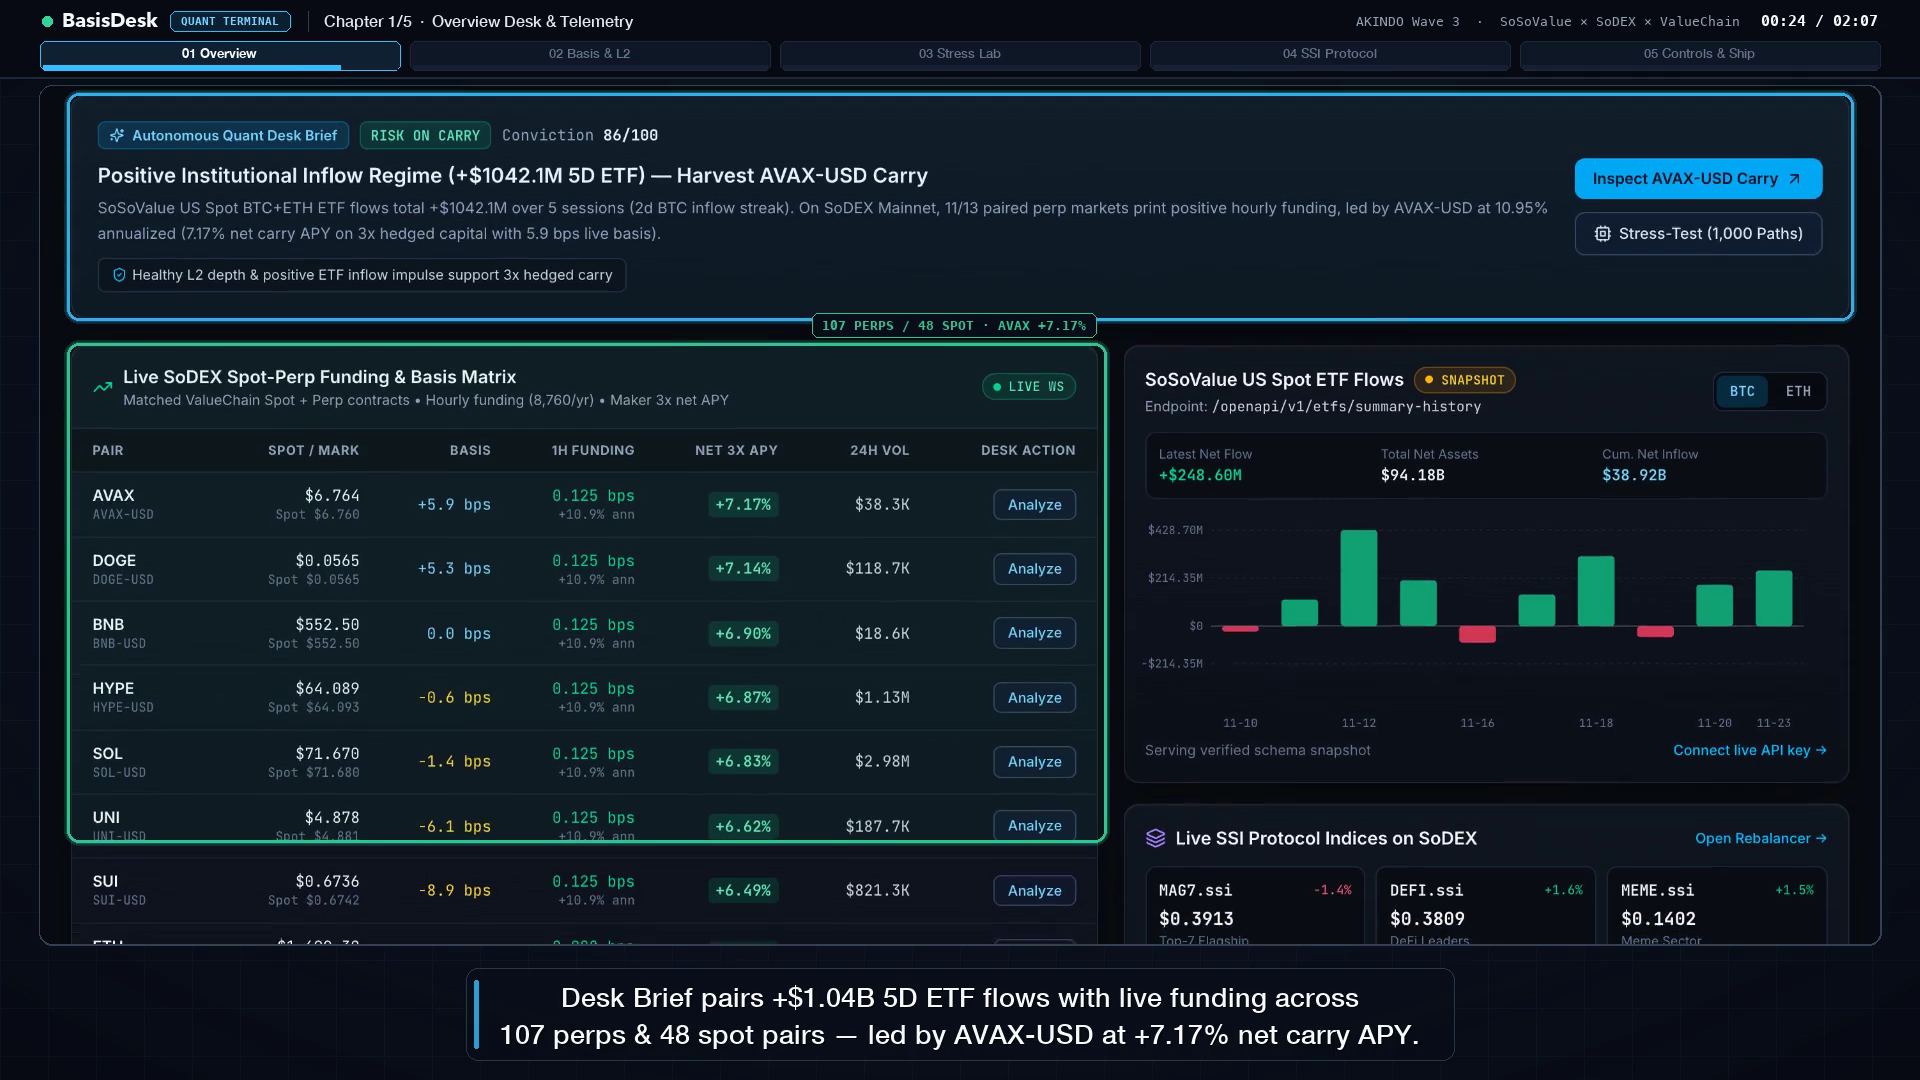 BasisDesk
QUANT TERMINAL
Chapter 1/5 · Overview Desk & Telemetry
AKINDO Wave 3 · SoSoValue × SoDEX × ValueChain
00:24 / 02:07
01 Overview
02 Basis & L2
03 Stress Lab
04 SSI Protocol
05 Controls & Ship
Autonomous Quant Desk Brief
RISK ON CARRY
Conviction 86/100
Positive Institutional Inflow Regime (+$1042.1M 5D ETF) — Harvest AVAX-USD Carry
SoSoValue US Spot BTC+ETH ETF flows total +$1042.1M over 5 sessions (2d BTC inflow streak). On SoDEX Mainnet, 11/13 paired perp markets print positive hourly funding, led by AVAX-USD at 10.95%
annualized (7.17% net carry APY on 3x hedged capital with 5.9 bps live basis).
Healthy L2 depth & positive ETF inflow impulse support 3x hedged carry
Inspect AVAX-USD Carry
Stress-Test (1,000 Paths)
107 PERPS / 48 SPOT · AVAX +7.17%
Live SoDEX Spot-Perp Funding & Basis Matrix
Matched ValueChain Spot + Perp contracts • Hourly funding (8,760/yr) • Maker 3x net APY
LIVE WS
PAIR SPOT / MARK BASIS 1H FUNDING NET 3X APY 24H VOL DESK ACTION
AVAX $6.764 +5.9 bps 0.125 bps +7.17% $38.3K Analyze
AVAX-USD Spot $6.760 +10.9% ann
DOGE $0.0565 +5.3 bps 0.125 bps +7.14% $118.7K Analyze
DOGE-USD Spot $0.0565 +10.9% ann
BNB $552.50 0.0 bps 0.125 bps +6.90% $18.6K Analyze
BNB-USD Spot $552.50 +10.9% ann
HYPE $64.089 -0.6 bps 0.125 bps +6.87% $1.13M Analyze
HYPE-USD Spot $64.093 +10.9% ann
SOL $71.670 -1.4 bps 0.125 bps +6.83% $2.98M Analyze
SOL-USD Spot $71.680 +10.9% ann
UNI $4.878 -6.1 bps 0.125 bps +6.62% $187.7K Analyze
UNI-USD Spot $4.881 +10.9% ann
SUI $0.6736 -8.9 bps 0.125 bps +6.49% $821.3K Analyze
SUI-USD Spot $0.6742 +10.9% ann
ETH
SoSoValue US Spot ETF Flows
SNAPSHOT
Endpoint: /openapi/v1/etfs/summary-history
BTC ETH
Latest Net Flow Total Net Assets Cum. Net Inflow
+$248.60M $94.18B $38.92B
$428.70M
$214.35M
$0
-$214.35M
11-10 11-12 11-16 11-18 11-20 11-23
Serving verified schema snapshot
Connect live API key →
Live SSI Protocol Indices on SoDEX
Open Rebalancer →
MAG7.ssi -1.4% DEFI.ssi +1.6% MEME.ssi +1.5%
$0.3913 $0.3809 $0.1402
Top-7 Flagship DeFi Leaders Meme Sector
Desk Brief pairs +$1.04B 5D ETF flows with live funding across
107 perps & 48 spot pairs — led by AVAX-USD at +7.17% net carry APY.